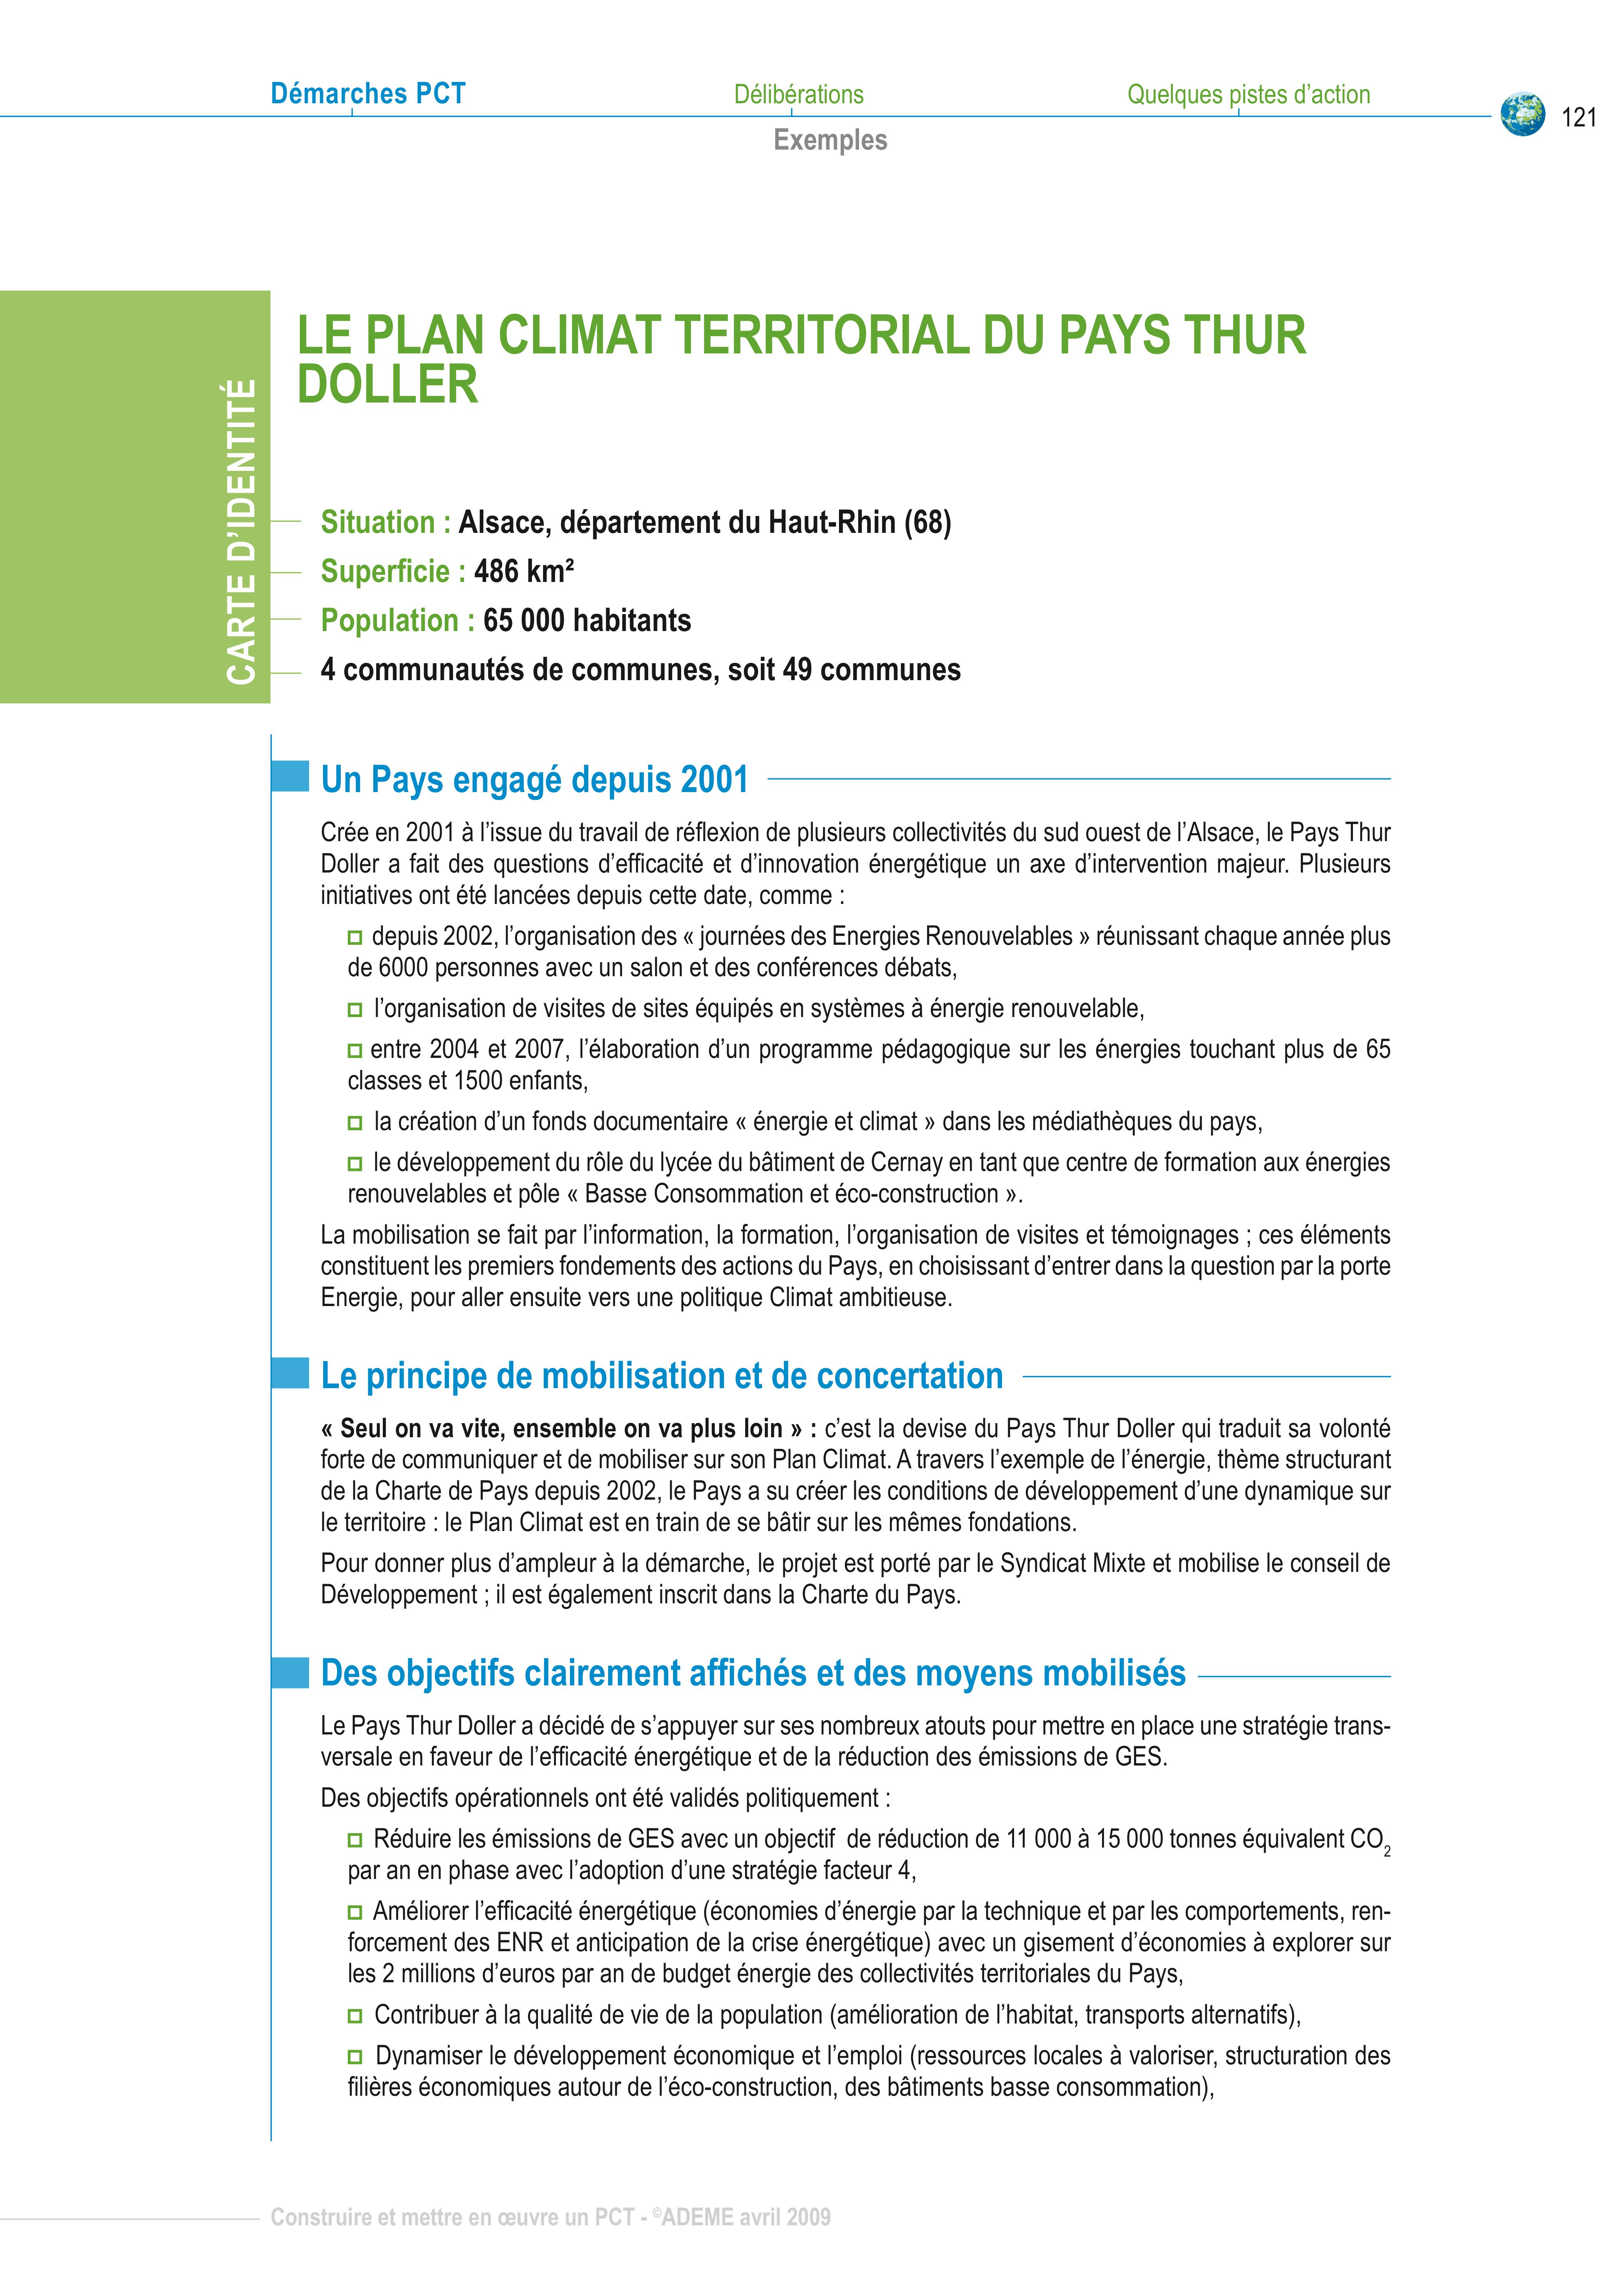 Démarches PCT
Délibérations
Quelques pistes d’action
121
Exemples
CARTE D’IDENTITÉ
LE PLAN CLIMAT TERRITORIAL DU PAYS THUR
DOLLER
Situation : Alsace, département du Haut-Rhin (68)
Superficie : 486 km²
Population : 65 000 habitants
4 communautés de communes, soit 49 communes
Un Pays engagé depuis 2001
Crée en 2001 à l’issue du travail de réflexion de plusieurs collectivités du sud ouest de l’Alsace, le Pays Thur
Doller a fait des questions d’efficacité et d’innovation énergétique un axe d’intervention majeur. Plusieurs
initiatives ont été lancées depuis cette date, comme :
depuis 2002, l’organisation des « journées des Energies Renouvelables » réunissant chaque année plus
de 6000 personnes avec un salon et des conférences débats,
l’organisation de visites de sites équipés en systèmes à énergie renouvelable,
entre 2004 et 2007, l’élaboration d’un programme pédagogique sur les énergies touchant plus de 65
classes et 1500 enfants,
la création d’un fonds documentaire « énergie et climat » dans les médiathèques du pays,
le développement du rôle du lycée du bâtiment de Cernay en tant que centre de formation aux énergies
renouvelables et pôle « Basse Consommation et éco-construction ».
La mobilisation se fait par l’information, la formation, l’organisation de visites et témoignages ; ces éléments
constituent les premiers fondements des actions du Pays, en choisissant d’entrer dans la question par la porte
Energie, pour aller ensuite vers une politique Climat ambitieuse.
Le principe de mobilisation et de concertation
« Seul on va vite, ensemble on va plus loin » : c’est la devise du Pays Thur Doller qui traduit sa volonté
forte de communiquer et de mobiliser sur son Plan Climat. A travers l’exemple de l’énergie, thème structurant
de la Charte de Pays depuis 2002, le Pays a su créer les conditions de développement d’une dynamique sur
le territoire : le Plan Climat est en train de se bâtir sur les mêmes fondations.
Pour donner plus d’ampleur à la démarche, le projet est porté par le Syndicat Mixte et mobilise le conseil de
Développement ; il est également inscrit dans la Charte du Pays.
Des objectifs clairement affichés et des moyens mobilisés
Le Pays Thur Doller a décidé de s’appuyer sur ses nombreux atouts pour mettre en place une stratégie trans-
versale en faveur de l’efficacité énergétique et de la réduction des émissions de GES.
Des objectifs opérationnels ont été validés politiquement :
Réduire les émissions de GES avec un objectif de réduction de 11 000 à 15 000 tonnes équivalent CO2
par an en phase avec l’adoption d’une stratégie facteur 4,
Améliorer l’efficacité énergétique (économies d’énergie par la technique et par les comportements, ren-
forcement des ENR et anticipation de la crise énergétique) avec un gisement d’économies à explorer sur
les 2 millions d’euros par an de budget énergie des collectivités territoriales du Pays,
Contribuer à la qualité de vie de la population (amélioration de l’habitat, transports alternatifs),
Dynamiser le développement économique et l’emploi (ressources locales à valoriser, structuration des
filières économiques autour de l’éco-construction, des bâtiments basse consommation),
Construire et mettre en œuvre un PCT - ©ADEME avril 2009